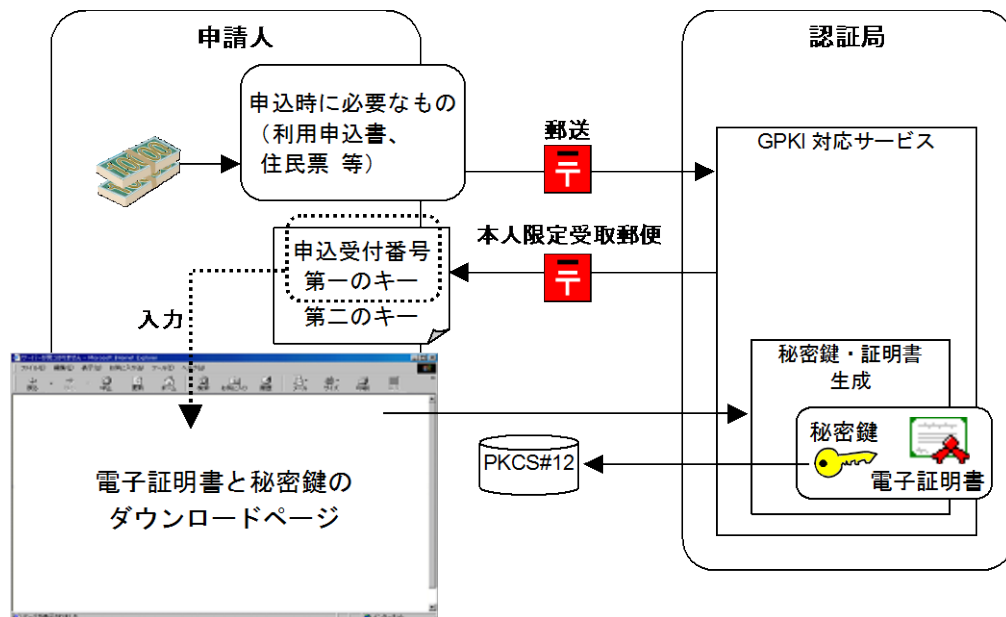 申請人
認証局
申込時に必要なもの
（利用申込書、
住民票 等）
郵送
GPKI 対応サービス
本人限定受取郵便
申込受付番号
第一のキー
第二のキー
入力
秘密鍵・証明書
生成
秘密鍵
電子証明書
PKCS#12
電子証明書と秘密鍵の
ダウンロードページ